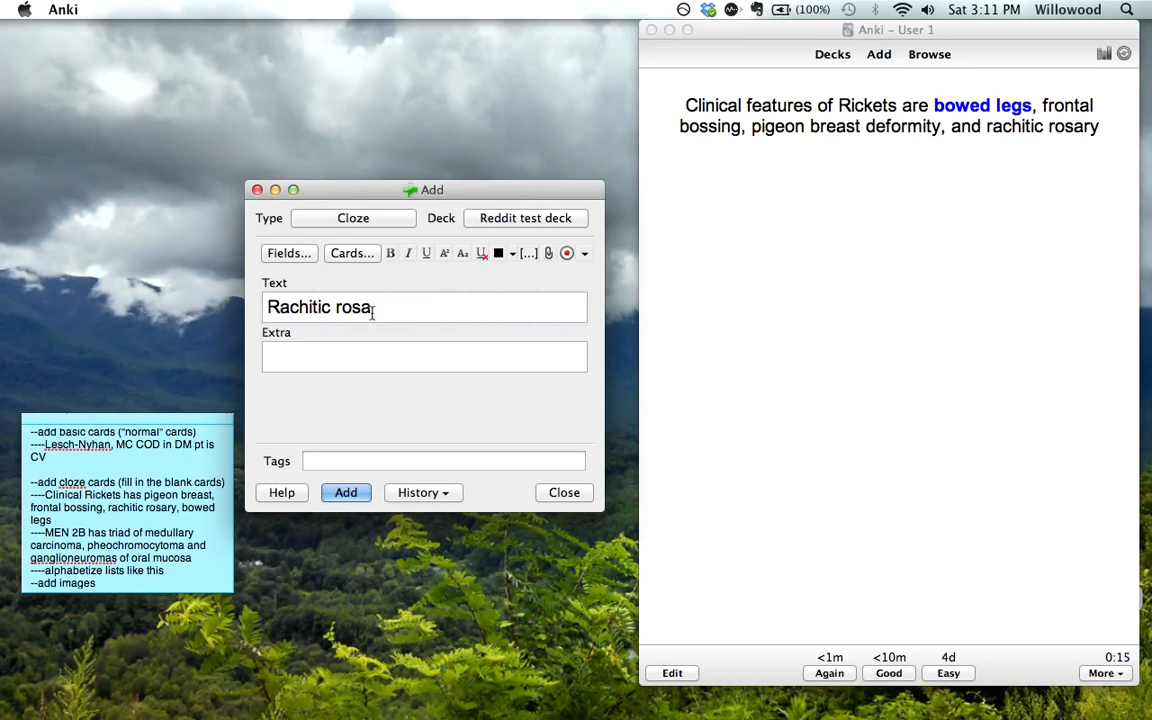 Anki
(100%)
Sat 3:11 PM
Willowood
Anki – User 1
Decks
Add
Browse
Clinical features of Rickets are bowed legs, frontal
bossing, pigeon breast deformity, and rachitic rosary
Add
Type
Cloze
Deck
Reddit test deck
Fields...
Cards...
B
I
U
A²
A₂
U
[...]
Text
Rachitic rosa
Extra
Tags
Help
Add
History
Close
--add basic cards ("normal" cards)
----Lesch-Nyhan, MC COD in DM pt is
CV
--add cloze cards (fill in the blank cards)
----Clinical Rickets has pigeon breast,
frontal bossing, rachitic rosary, bowed
legs
----MEN 2B has triad of medullary
carcinoma, pheochromocytoma and
ganglioneuromas of oral mucosa
----alphabetize lists like this
--add images
<1m
<10m
4d
0:15
Edit
Again
Good
Easy
More